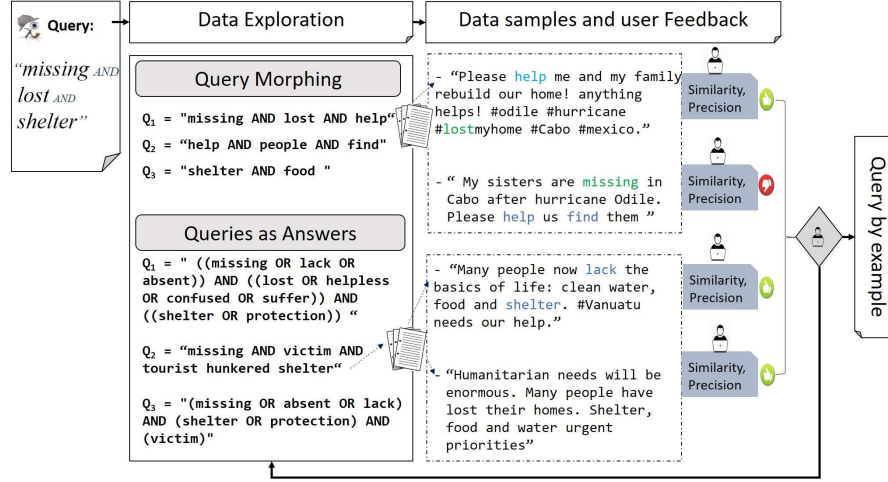 Query:
“missing AND
lost AND
shelter”
Data Exploration
Data samples and user Feedback
Query Morphing
Q1 = "missing AND lost AND help“
Q2 = “help AND people AND find"
Q3 = "shelter AND food "
Queries as Answers
Q1 = " ((missing OR lack OR
absent)) AND ((lost OR helpless
OR confused OR suffer)) AND
((shelter OR protection)) “
Q2 = “missing AND victim AND
tourist hunkered shelter“
Q3 = "(missing OR absent OR lack)
AND (shelter OR protection) AND
(victim)"
- “Please help me and my family
rebuild our home! anything
helps! #odile #hurricane
#lostmyhome #Cabo #mexico.”
- “ My sisters are missing in
Cabo after hurricane Odile.
Please help us find them ”
- “Many people now lack the
basics of life: clean water,
food and shelter. #Vanuatu
needs our help.”
- “Humanitarian needs will be
enormous. Many people have
lost their homes. Shelter,
food and water urgent
priorities”
Similarity,
Precision
Similarity,
Precision
Similarity,
Precision
Similarity,
Precision
Query by example